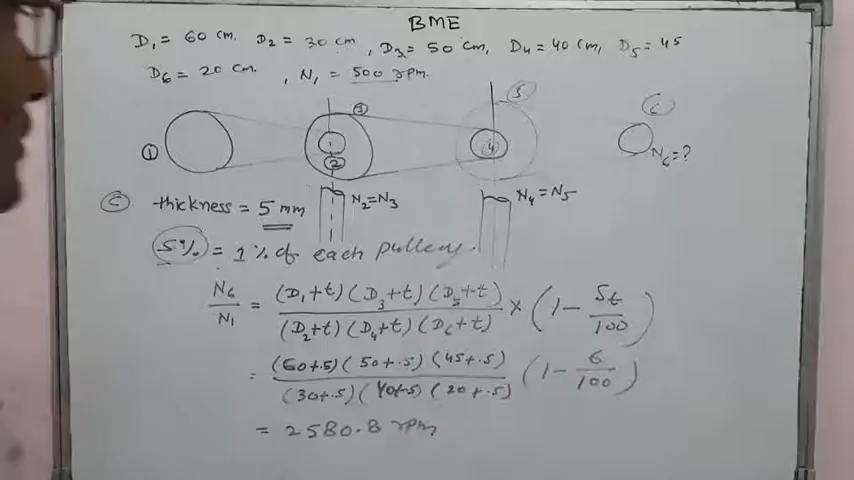 BME
D₁ = 60 cm. D₂ = 30 cm, D₃ = 50 cm, D₄ = 40 cm, D₅ = 45
D₆ = 20 cm. , N₁ = 500 rpm.
① ② ③ ④ ⑤ ⑥
N₆ = ?
Ⓒ thickness = 5 mm
N₂ = N₃
N₄ = N₅
S% = 1% of each pulleys.
N₆/N₁ = (D₁+t)(D₃+t)(D₅+t)/(D₂+t)(D₄+t)(D₆+t) × (1 - St/100)
= (60+.5)(50+.5)(45+.5)/(30+.5)(40+.5)(20+.5) (1 - 6/100)
= 2580.8 rpm